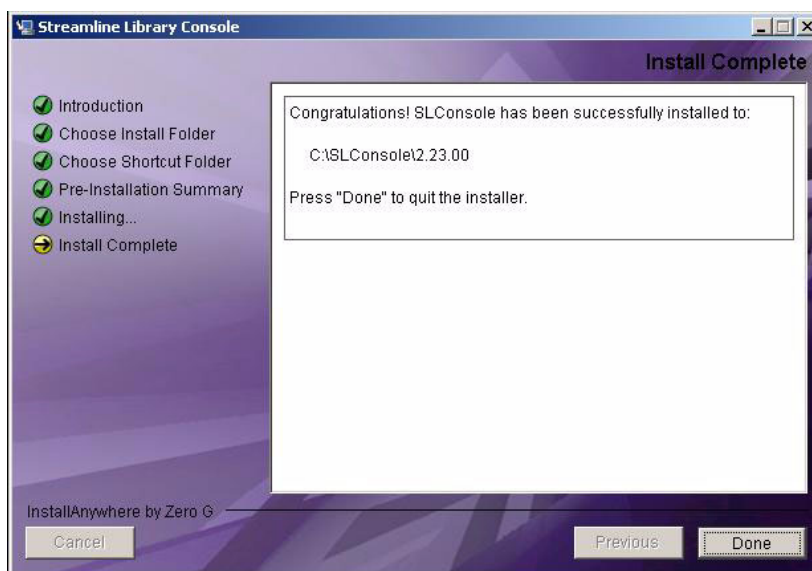 Streamline Library Console
Install Complete
Introduction
Choose Install Folder
Choose Shortcut Folder
Pre-Installation Summary
Installing...
Install Complete
Congratulations! SLConsole has been successfully installed to:
C:\SLConsole\2.23.00
Press "Done" to quit the installer.
InstallAnywhere by Zero G
Cancel
Previous
Done